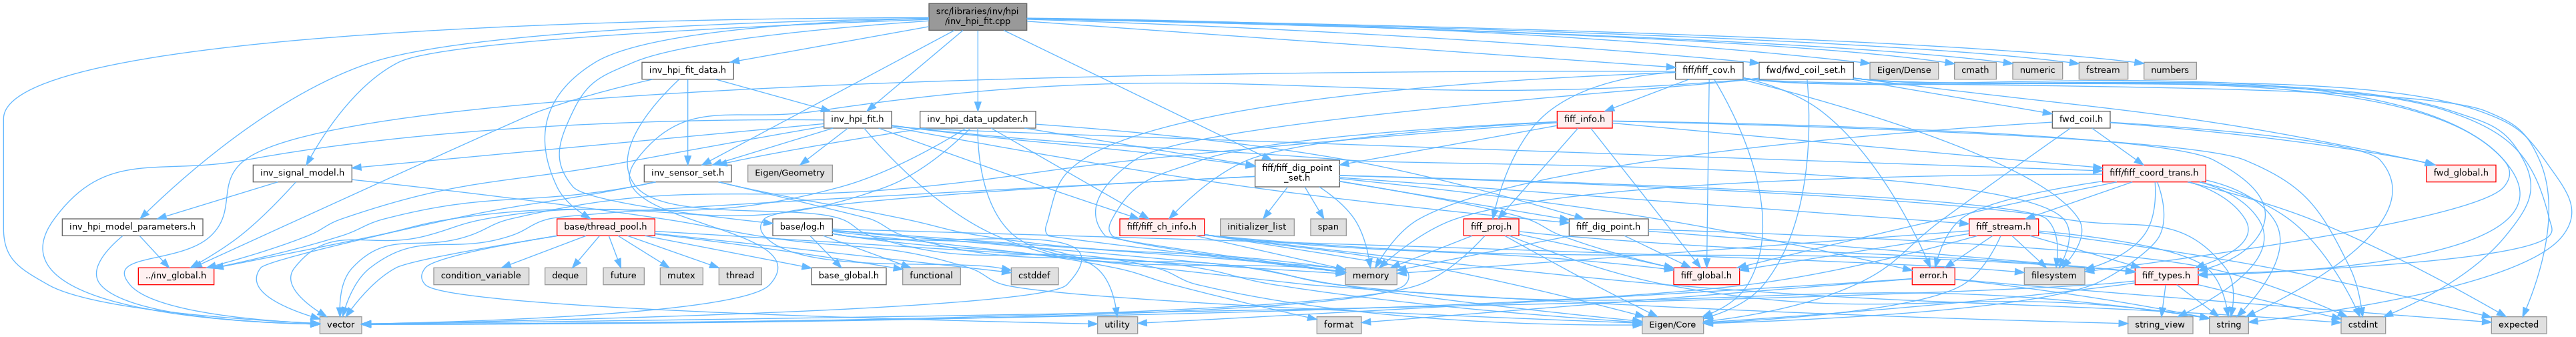 src/libraries/inv/hpi
/inv_hpi_fit.cpp
inv_hpi_fit_data.h
fiff/fiff_cov.h
fwd/fwd_coil_set.h
Eigen/Dense
cmath
numeric
fstream
numbers
inv_hpi_fit.h
inv_hpi_data_updater.h
fiff_info.h
fwd_coil.h
inv_signal_model.h
Eigen/Geometry
inv_sensor_set.h
fiff/fiff_dig_point
_set.h
fiff/fiff_coord_trans.h
fwd_global.h
inv_hpi_model_parameters.h
base/thread_pool.h
base/log.h
fiff/fiff_ch_info.h
initializer_list
span
fiff_proj.h
fiff_dig_point.h
fiff_stream.h
../inv_global.h
condition_variable
deque
future
mutex
thread
base_global.h
functional
cstddef
memory
fiff_global.h
error.h
filesystem
fiff_types.h
vector
utility
format
Eigen/Core
string_view
string
cstdint
expected